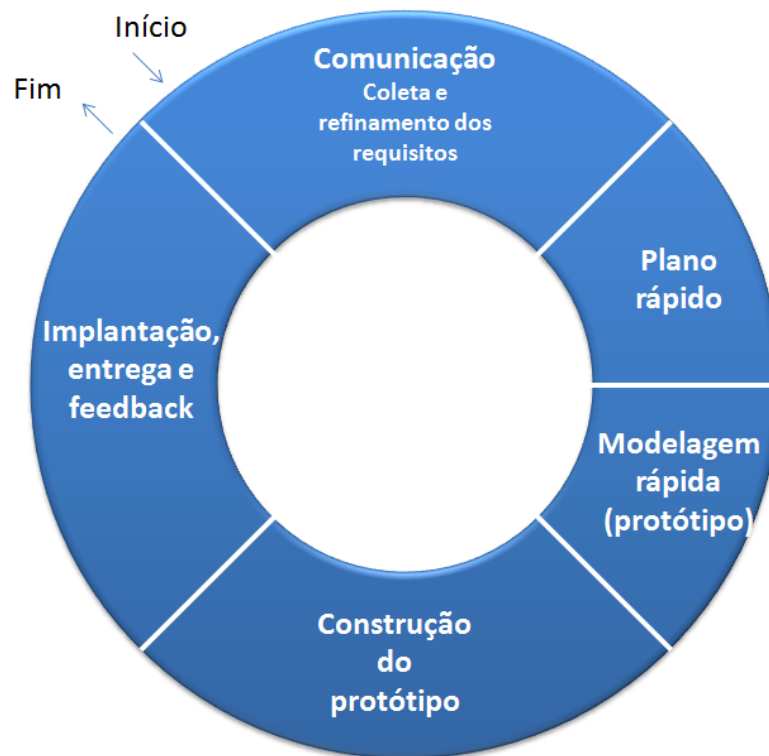 Início
Fim
Comunicação
Coleta e
refinamento dos
requisitos
Plano
rápido
Modelagem
rápida
(protótipo)
Construção
do
protótipo
Implantação,
entrega e
feedback